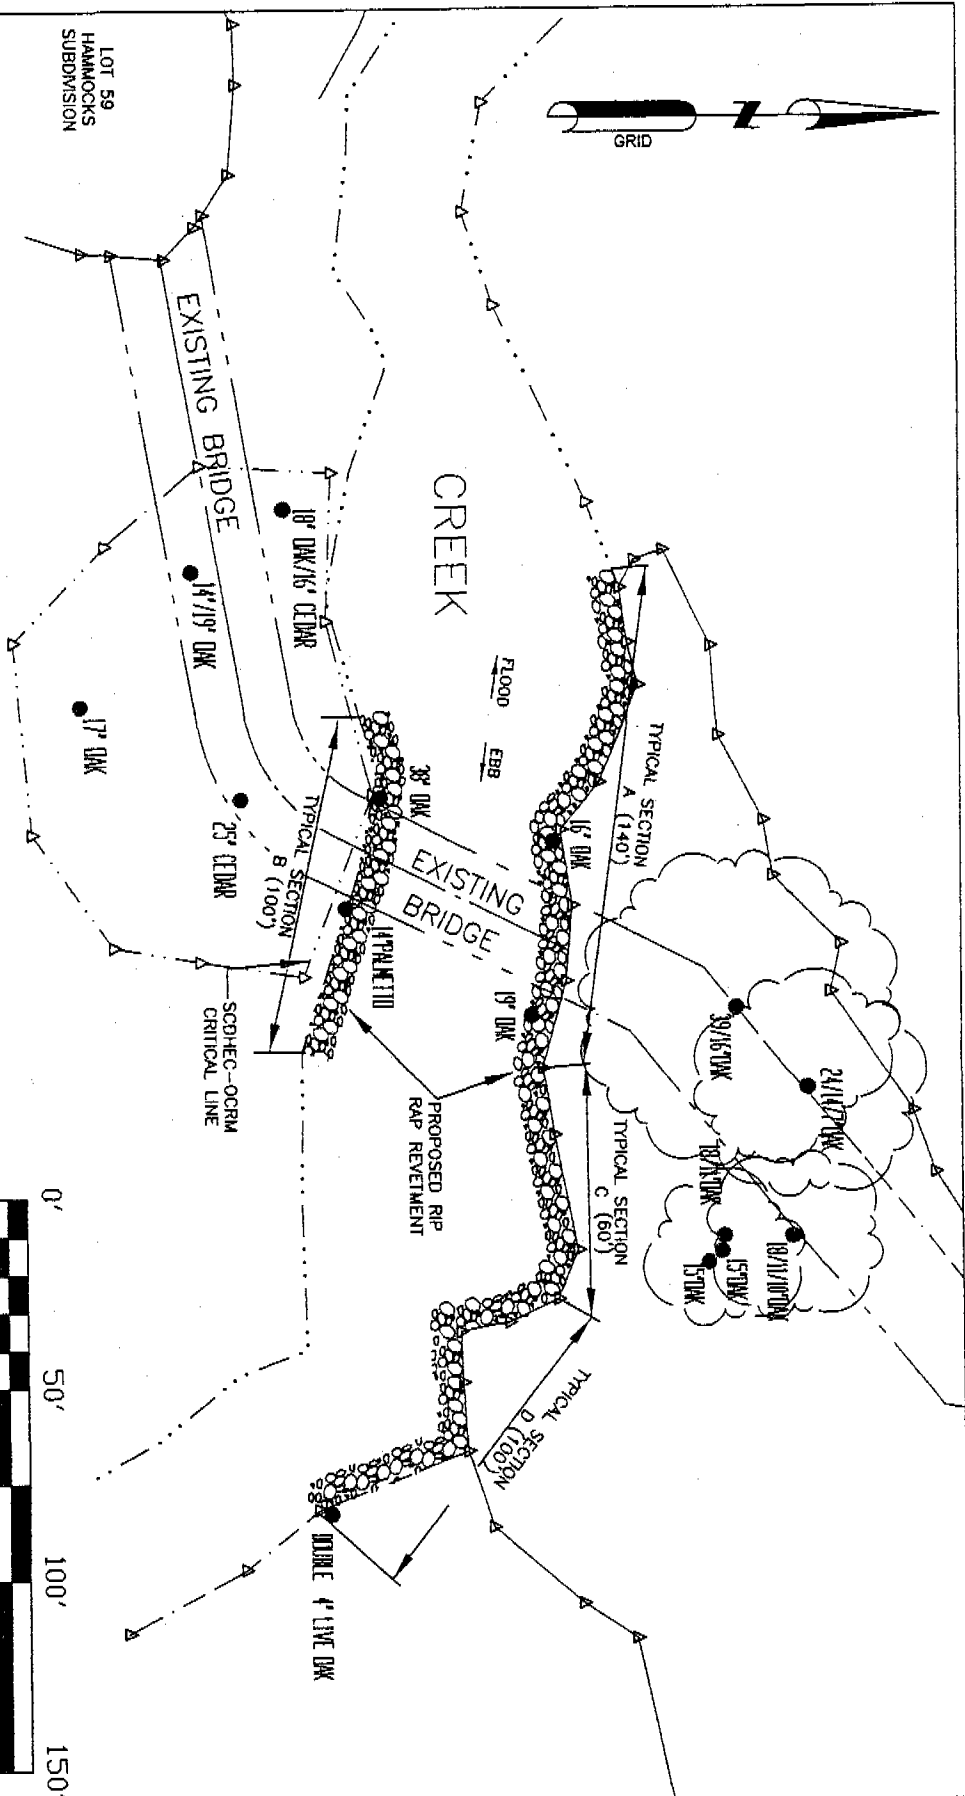 LOT 59
HAMMOCKS
SUBDIVISION
GRID
N
EXISTING BRIDGE
CREEK
18" OAK/16" CEDAR
14"/19" OAK
17" OAK
25" CEDAR
FLOOD
EBB
TYPICAL SECTION
A (140')
TYPICAL SECTION
B (100')
38" OAK
16" OAK
EXISTING
BRIDGE
14"PALMETTO
19" OAK
SCDHEC-OCRM
CRITICAL LINE
PROPOSED RIP
RAP REVETMENT
TYPICAL SECTION
C (60')
39/16"OAK
24/14/7"OAK
18/11/10"OAK
15"OAK
15"OAK
TYPICAL SECTION
D (100')
DOUBLE 4" LIVE OAK
0'
50'
100'
150'